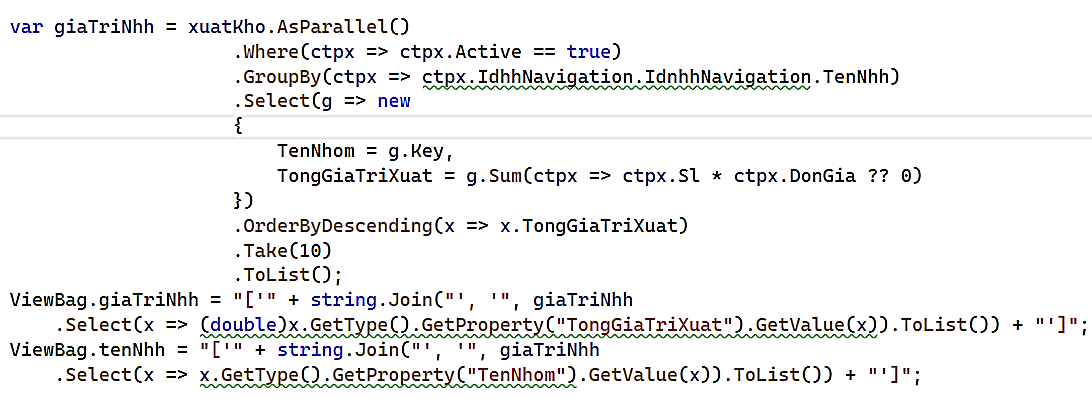 var giaTriNhh = xuatKho.AsParallel()
.Where(ctpx => ctpx.Active == true)
.GroupBy(ctpx => ctpx.IdhhNavigation.IdnhhNavigation.TenNhh)
.Select(g => new
{
TenNhom = g.Key,
TongGiaTriXuat = g.Sum(ctpx => ctpx.Sl * ctpx.DonGia ?? 0)
})
.OrderByDescending(x => x.TongGiaTriXuat)
.Take(10)
.ToList();
ViewBag.giaTriNhh = "['" + string.Join("', '", giaTriNhh
.Select(x => (double)x.GetType().GetProperty("TongGiaTriXuat").GetValue(x)).ToList()) + "']";
ViewBag.tenNhh = "['" + string.Join("', '", giaTriNhh
.Select(x => x.GetType().GetProperty("TenNhom").GetValue(x)).ToList()) + "']";